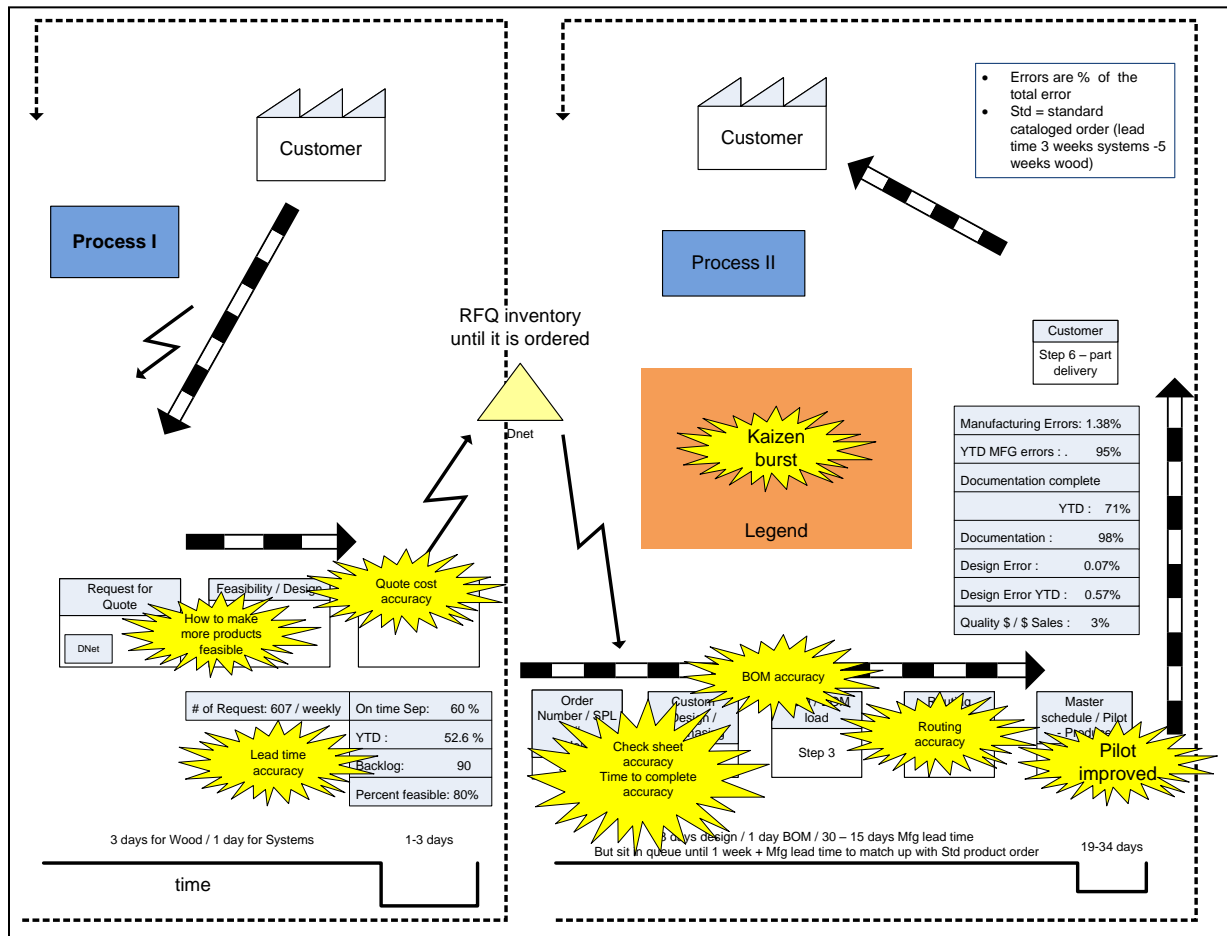 Customer
Process I
RFQ inventory
until it is ordered
Dnet
Request for
Quote
DNet
Feasibility / Design
How to make
more products
feasible
Quote cost
accuracy
# of Request: 607 / weekly
On time Sep: 60 %
YTD : 52.6 %
Backlog: 90
Percent feasible: 80%
Lead time
accuracy
3 days for Wood / 1 day for Systems
1-3 days
time
Customer
Process II
• Errors are % of the
total error
• Std = standard
cataloged order (lead
time 3 weeks systems -5
weeks wood)
Kaizen
burst
Legend
Customer
Step 6 – part
delivery
Manufacturing Errors: 1.38%
YTD MFG errors : . 95%
Documentation complete
YTD : 71%
Documentation : 98%
Design Error : 0.07%
Design Error YTD : 0.57%
Quality $ / $ Sales : 3%
Order
Number / SPL
Custom
Design /
BOM accuracy
load
Step 3
Check sheet
accuracy
Time to complete
accuracy
Routing
Routing
accuracy
Master
schedule / Pilot
Pilot
improved
days design / 1 day BOM / 30 – 15 days Mfg lead time
But sit in queue until 1 week + Mfg lead time to match up with Std product order
19-34 days